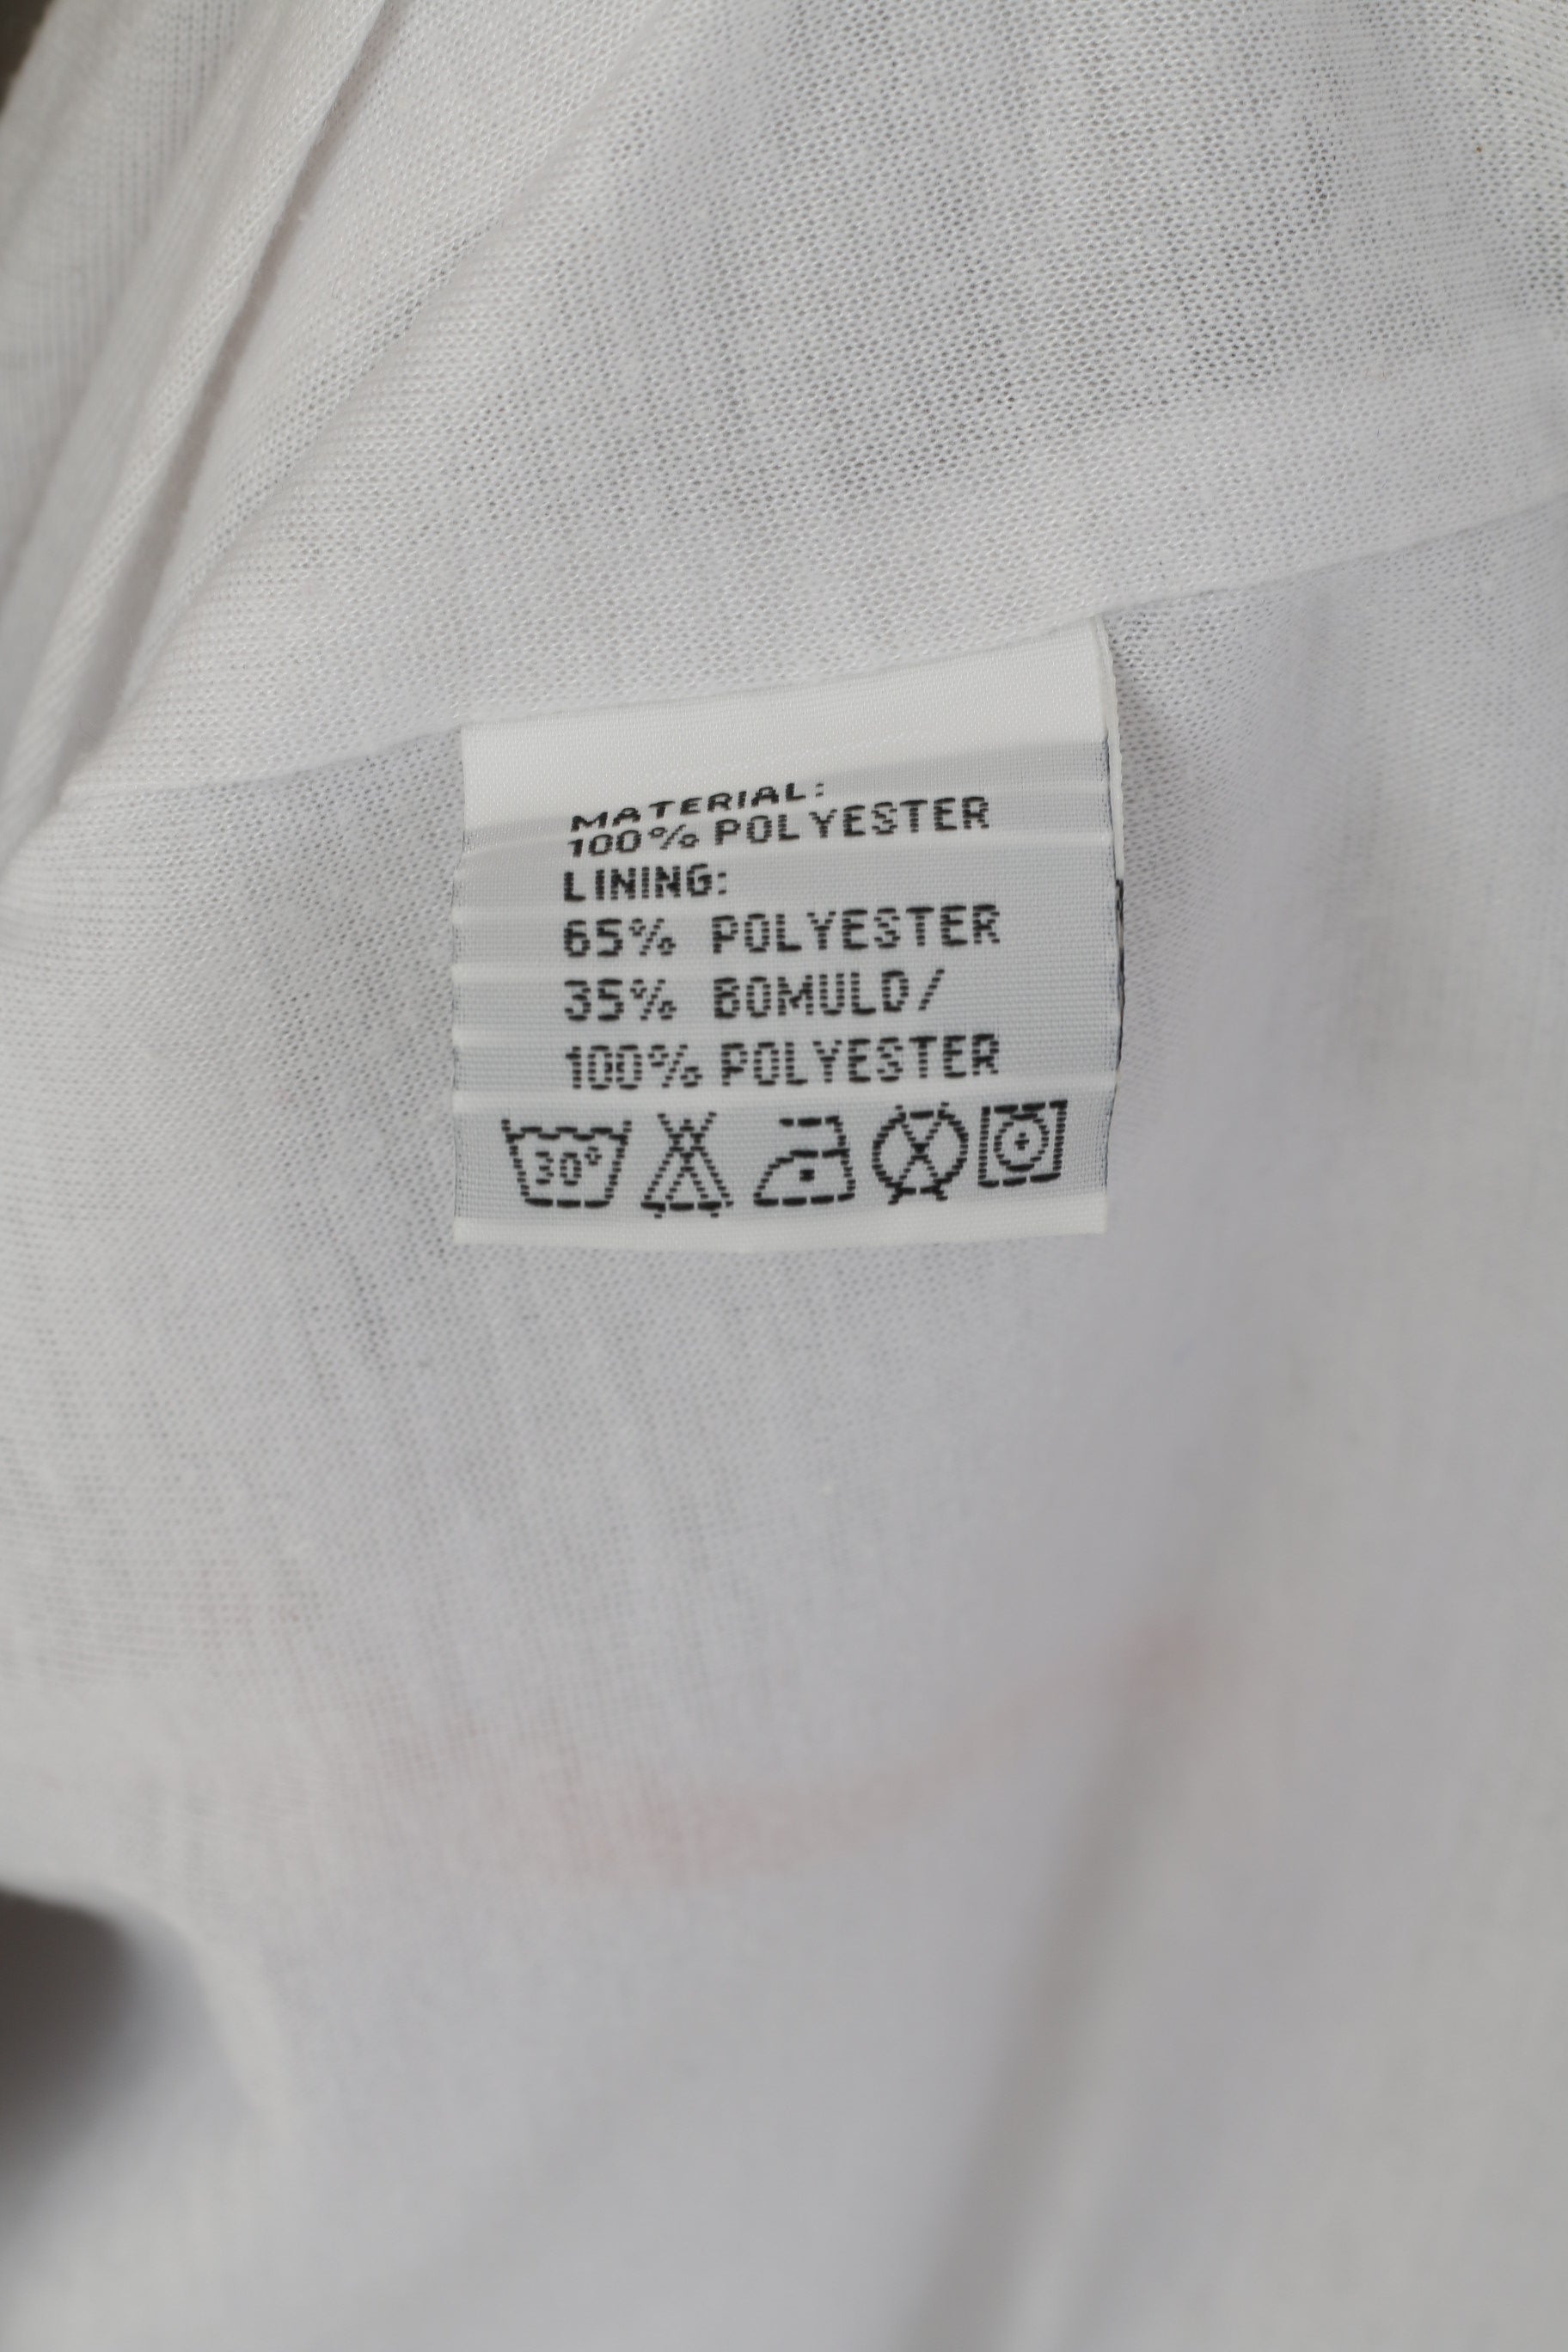 MATERIAL:
100% POLYESTER
LINING:
65% POLYESTER
35% BOMULD/
100% POLYESTER
30°